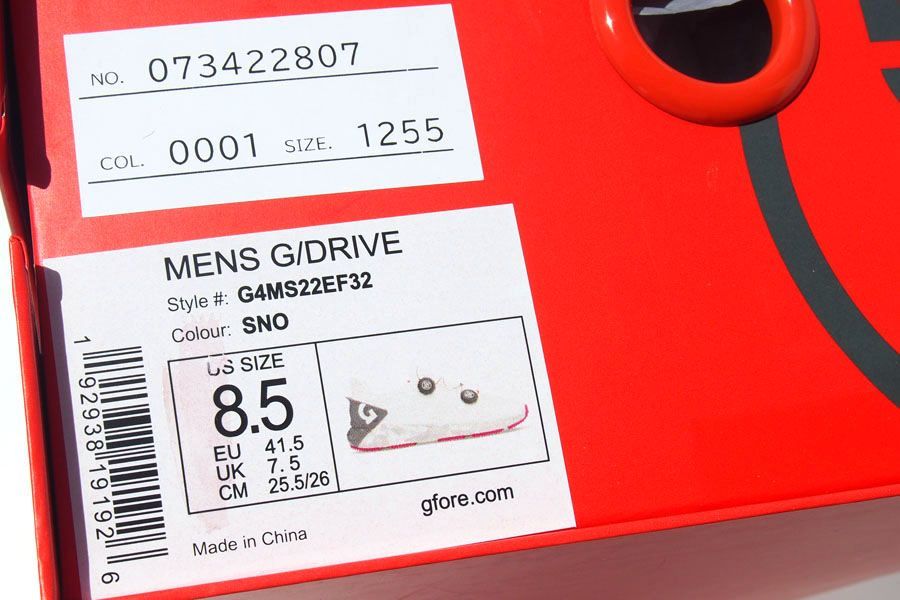 NO. 073422807
COL. 0001 SIZE. 1255
MENS G/DRIVE
Style #: G4MS22EF32
Colour: SNO
US SIZE
8.5
EU 41.5
UK 7.5
CM 25.5/26
gfore.com
Made in China
1 92938 19192 6